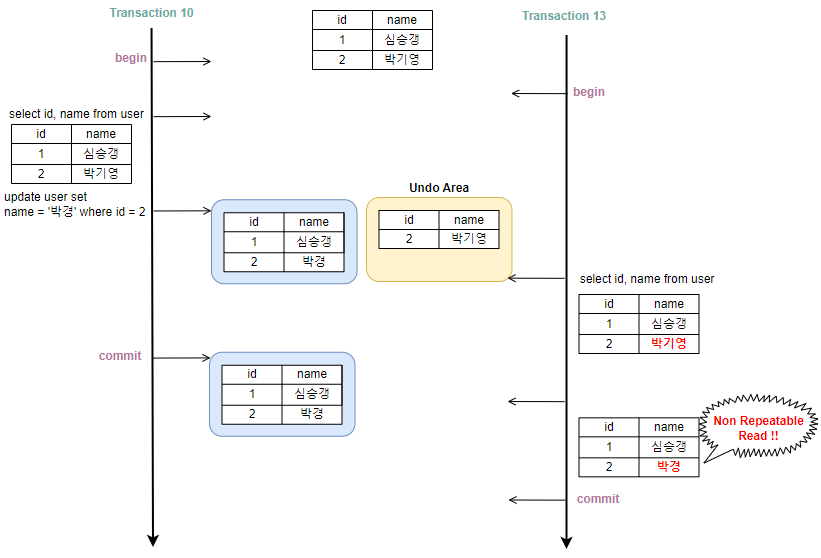 Transaction 10
Transaction 13
id name
1 심승갱
2 박기영
begin
begin
select id, name from user
id name
1 심승갱
2 박기영
update user set
name = '박경' where id = 2
id name
1 심승갱
2 박경
Undo Area
id name
2 박기영
select id, name from user
id name
1 심승갱
2 박기영
commit
id name
1 심승갱
2 박경
id name
1 심승갱
2 박경
Non Repeatable
Read !!
commit